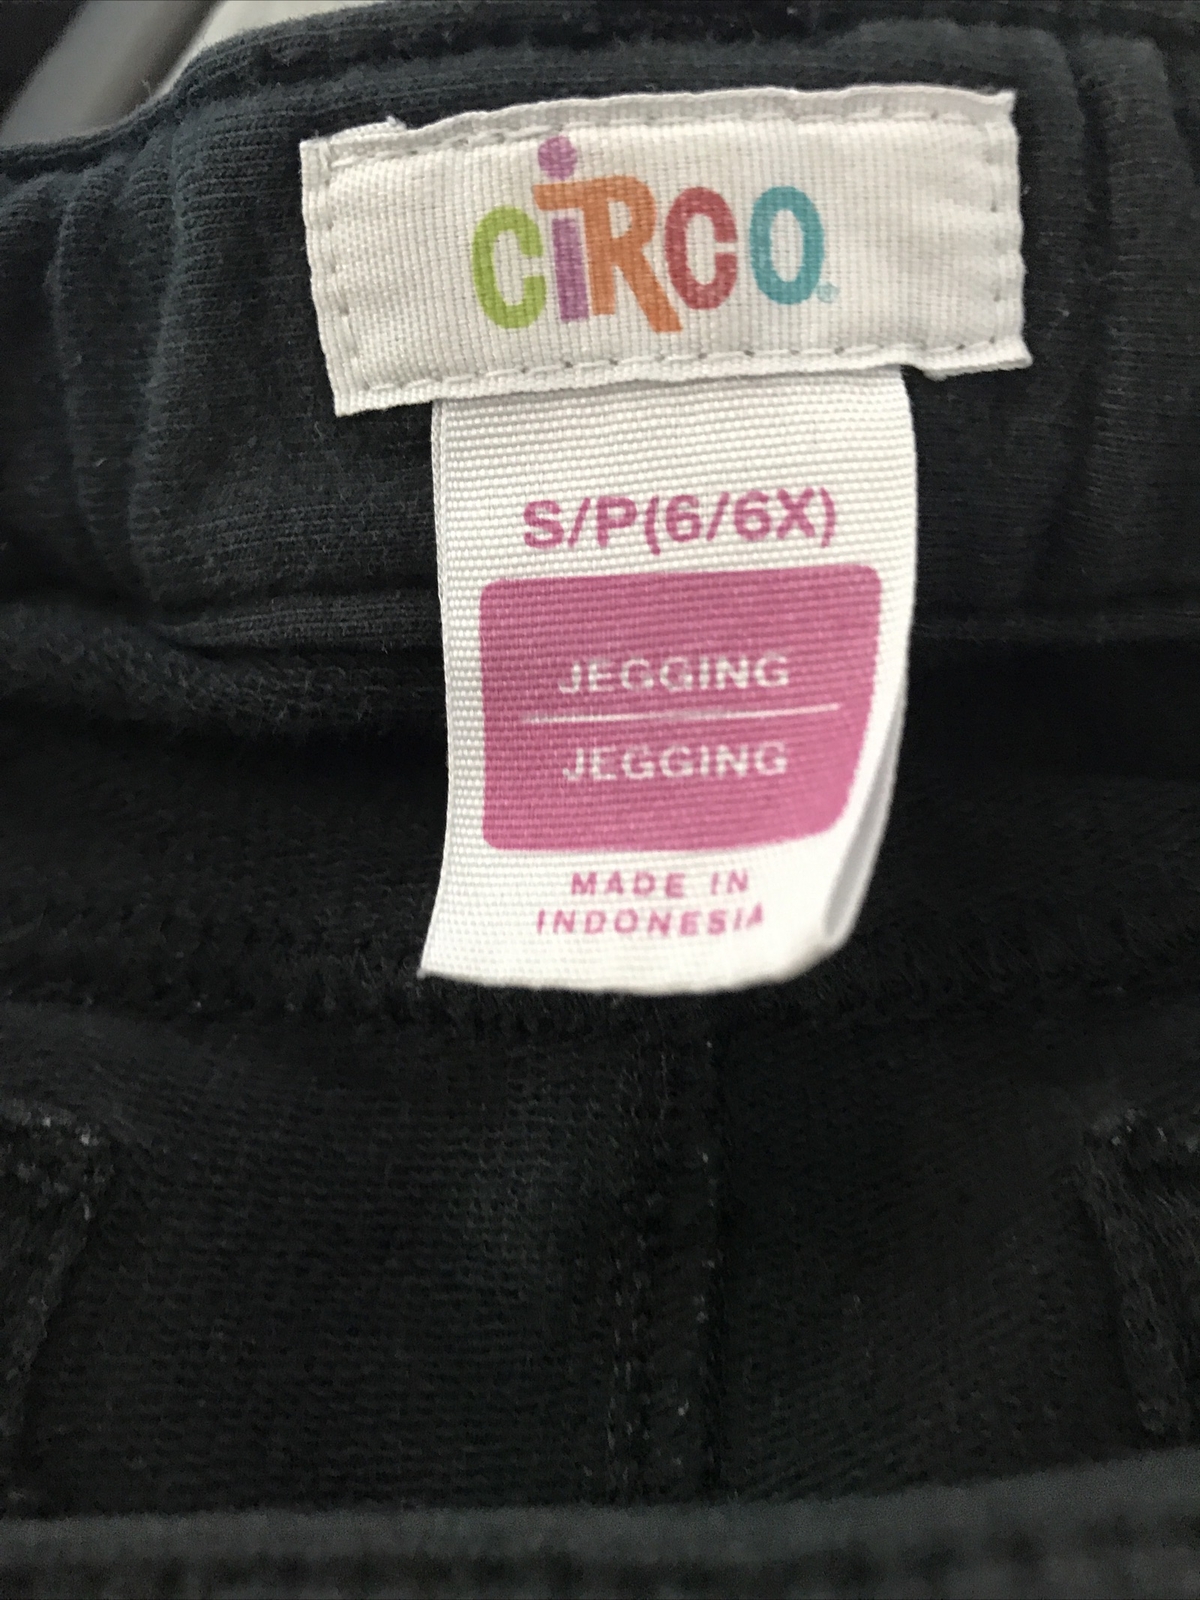 CiRCO®
S/P(6/6X)
JEGGING
JEGGING
MADE IN
INDONESIA